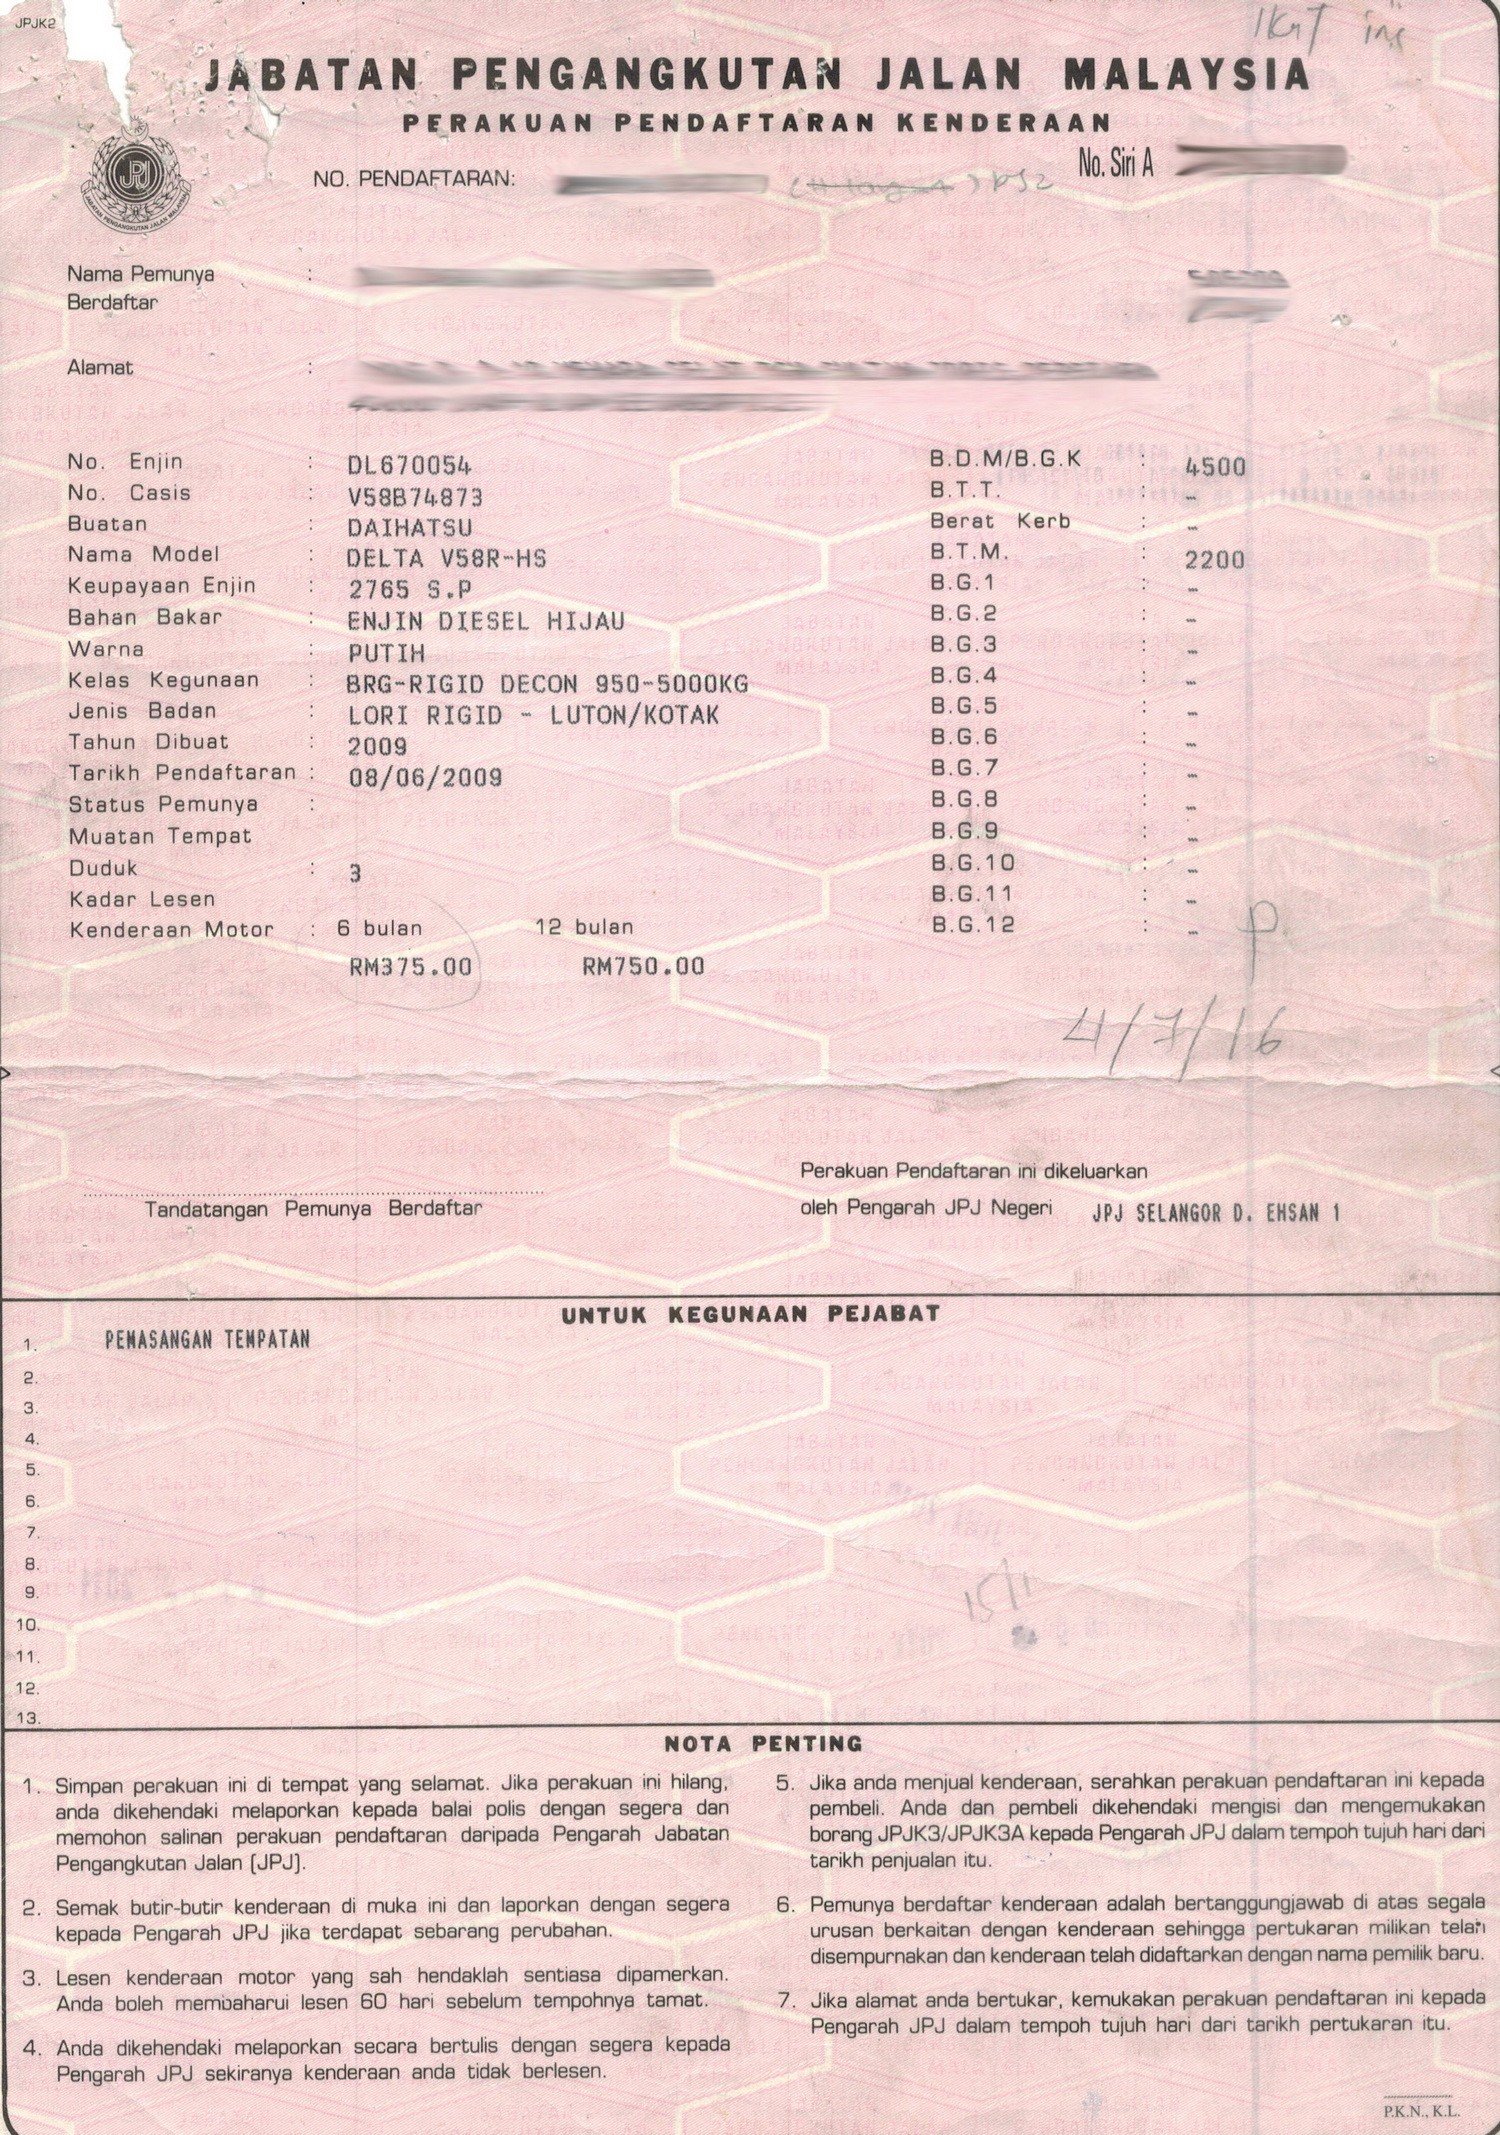 JPJK2
IKut ins
JABATAN PENGANGKUTAN JALAN MALAYSIA
PERAKUAN PENDAFTARAN KENDERAAN
NO. PENDAFTARAN:
No. Siri A
JPJ
JABATAN PENGANGKUTAN JALAN MALAYSIA
Nama Pemunya :
Berdaftar
Alamat :
No. Enjin : DL670054
No. Casis : V58B74873
Buatan : DAIHATSU
Nama Model : DELTA V58R-HS
Keupayaan Enjin : 2765 S.P
Bahan Bakar : ENJIN DIESEL HIJAU
Warna : PUTIH
Kelas Kegunaan : BRG-RIGID DECON 950-5000KG
Jenis Badan : LORI RIGID - LUTON/KOTAK
Tahun Dibuat : 2009
Tarikh Pendaftaran : 08/06/2009
Status Pemunya :
Muatan Tempat
Duduk : 3
Kadar Lesen
Kenderaan Motor : 6 bulan 12 bulan
RM375.00 RM750.00
B.D.M/B.G.K : 4500
B.T.T. : -
Berat Kerb : -
B.T.M. : 2200
B.G.1 : -
B.G.2 : -
B.G.3 : -
B.G.4 : -
B.G.5 : -
B.G.6 : -
B.G.7 : -
B.G.8 : -
B.G.9 : -
B.G.10 : -
B.G.11 : -
B.G.12 : -
P
4/7/16
Tandatangan Pemunya Berdaftar
Perakuan Pendaftaran ini dikeluarkan
oleh Pengarah JPJ Negeri JPJ SELANGOR D. EHSAN 1
UNTUK KEGUNAAN PEJABAT
1. PEMASANGAN TEMPATAN
2.
3.
4.
5.
6.
7.
8.
9.
10.
11.
12.
13.
15/1
NOTA PENTING
1. Simpan perakuan ini di tempat yang selamat. Jika perakuan ini hilang,
anda dikehendaki melaporkan kepada balai polis dengan segera dan
memohon salinan perakuan pendaftaran daripada Pengarah Jabatan
Pengangkutan Jalan (JPJ).
2. Semak butir-butir kenderaan di muka ini dan laporkan dengan segera
kepada Pengarah JPJ jika terdapat sebarang perubahan.
3. Lesen kenderaan motor yang sah hendaklah sentiasa dipamerkan.
Anda boleh membaharui lesen 60 hari sebelum tempohnya tamat.
4. Anda dikehendaki melaporkan secara bertulis dengan segera kepada
Pengarah JPJ sekiranya kenderaan anda tidak berlesen.
5. Jika anda menjual kenderaan, serahkan perakuan pendaftaran ini kepada
pembeli. Anda dan pembeli dikehendaki mengisi dan mengemukakan
borang JPJK3/JPJK3A kepada Pengarah JPJ dalam tempoh tujuh hari dari
tarikh penjualan itu.
6. Pemunya berdaftar kenderaan adalah bertanggungjawab di atas segala
urusan berkaitan dengan kenderaan sehingga pertukaran milikan telah
disempurnakan dan kenderaan telah didaftarkan dengan nama pemilik baru.
7. Jika alamat anda bertukar, kemukakan perakuan pendaftaran ini kepada
Pengarah JPJ dalam tempoh tujuh hari dari tarikh pertukaran itu.
P.K.N., K.L.